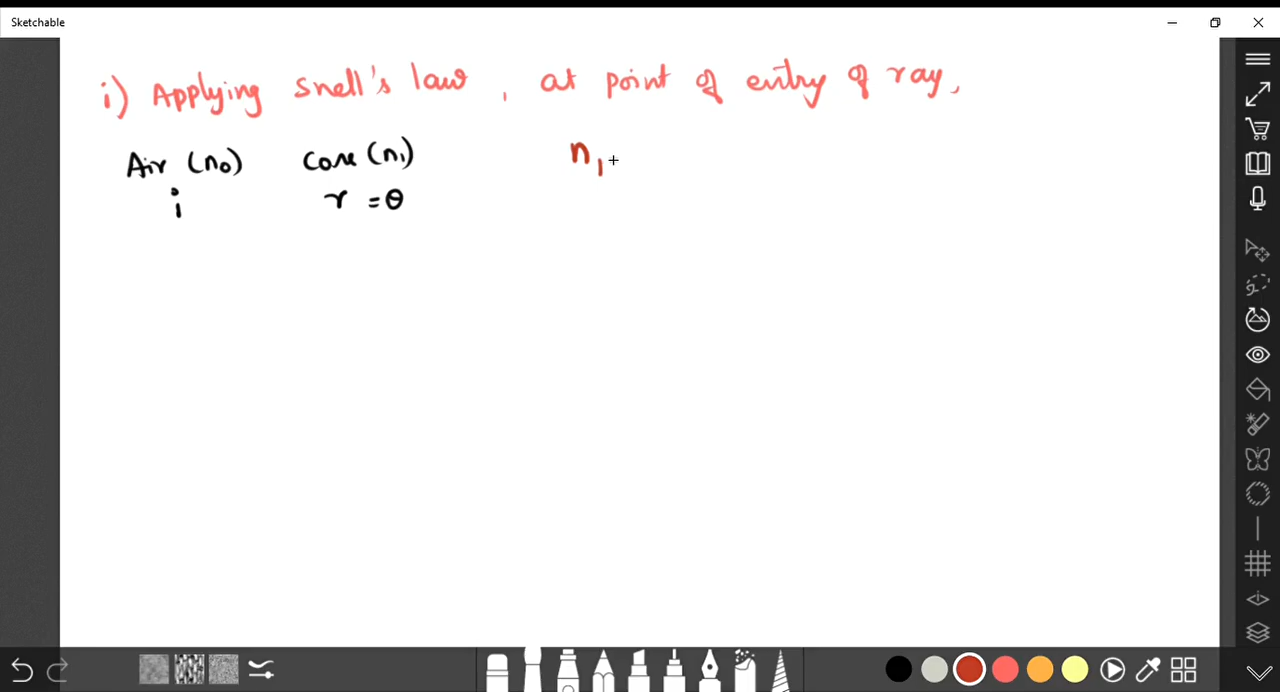 Sketchable
i) Applying snell's law, at point of entry of ray,
Air (n₀) Core (n₁) n₁
i r = θ